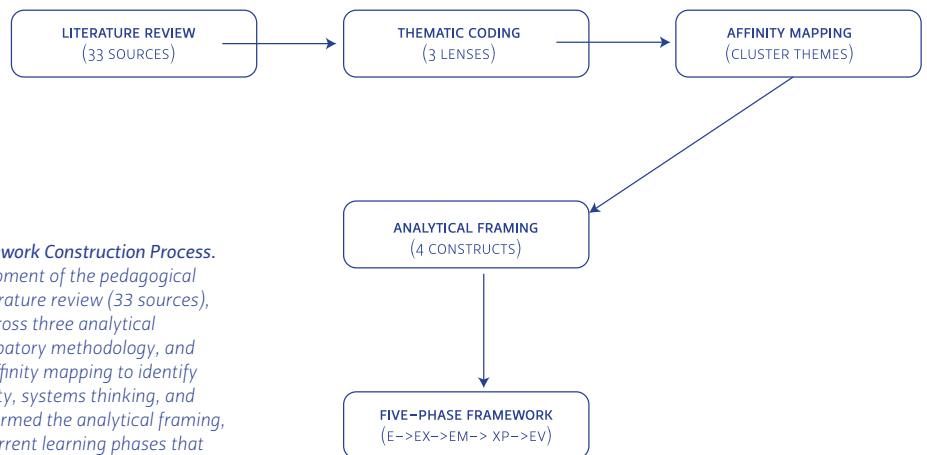 LITERATURE REVIEW
(33 SOURCES)
THEMATIC CODING
(3 LENSES)
AFFINITY MAPPING
(CLUSTER THEMES)
ANALYTICAL FRAMING
(4 CONSTRUCTS)
work Construction Process.
pment of the pedagogical
rature review (33 sources),
ross three analytical
patory methodology, and
ffinity mapping to identify
ty, systems thinking, and
rmed the analytical framing,
rrent learning phases that
FIVE–PHASE FRAMEWORK
(E–>EX–>EM–> XP–>EV)